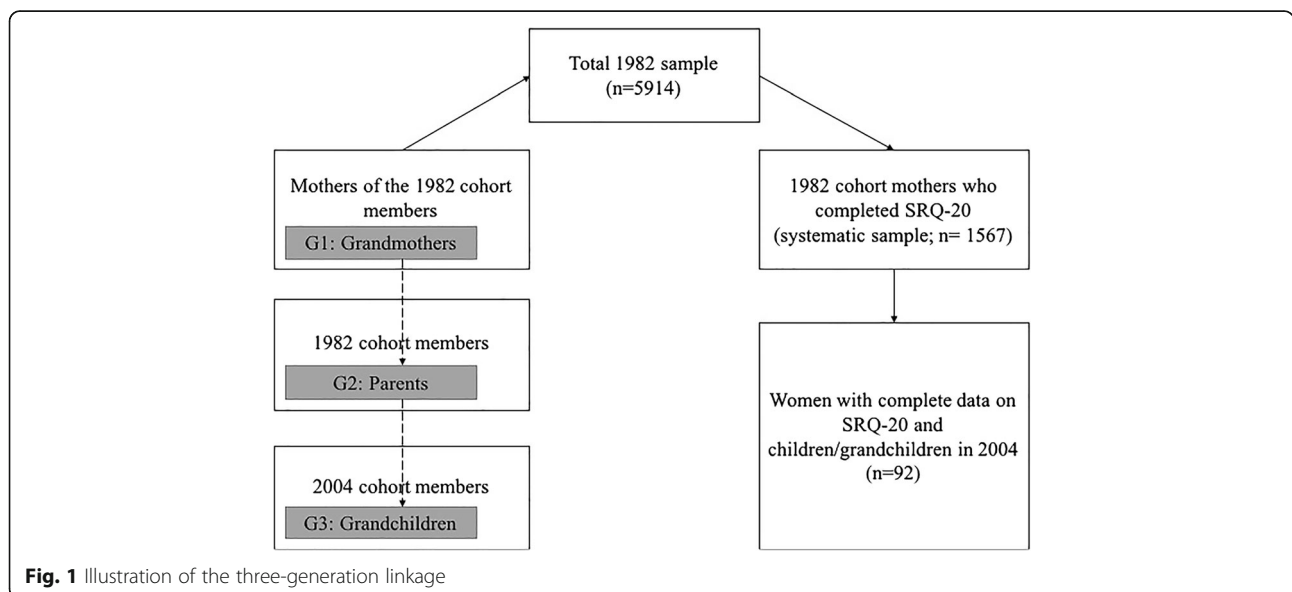 Total 1982 sample
(n=5914)
Mothers of the 1982 cohort
members
G1: Grandmothers
1982 cohort members
G2: Parents
2004 cohort members
G3: Grandchildren
1982 cohort mothers who
completed SRQ-20
(systematic sample; n= 1567)
Women with complete data on
SRQ-20 and
children/grandchildren in 2004
(n=92)
Fig. 1 Illustration of the three-generation linkage